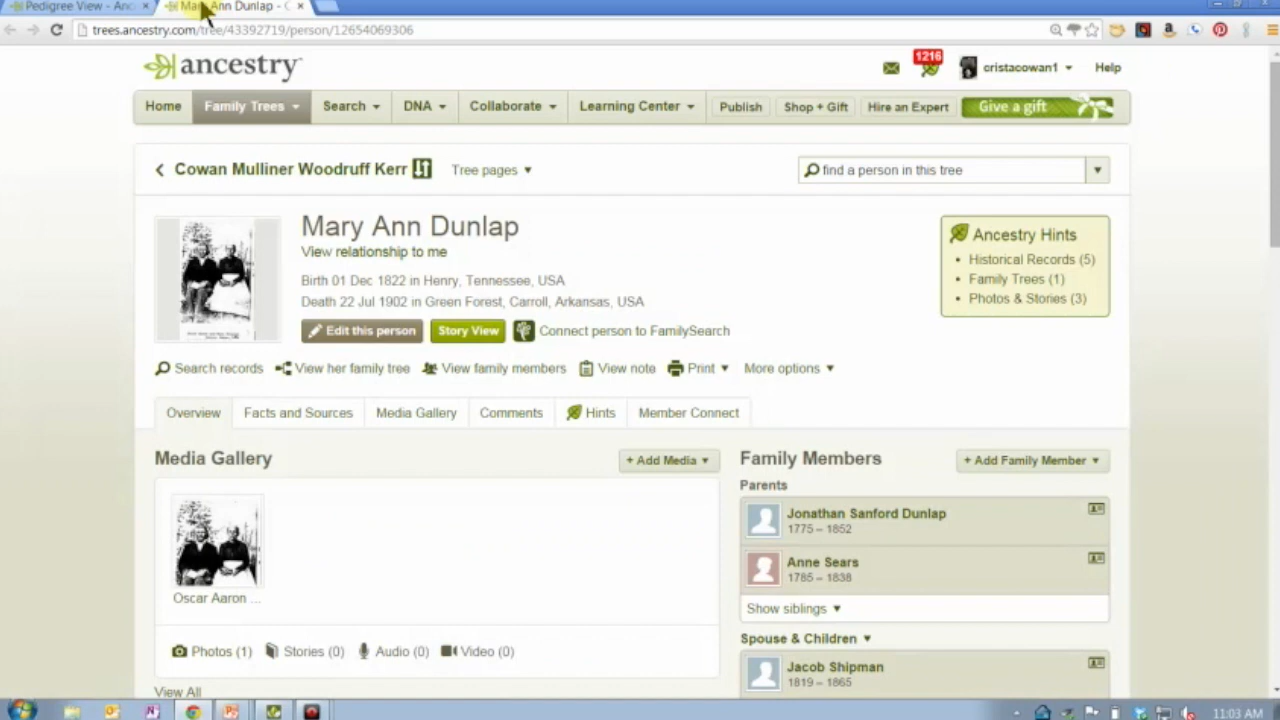 Pedigree View - Anc
Mary Ann Dunlap - C
trees.ancestry.com/tree/43392719/person/12654069306
ancestry
1216
cristacowan1
Help
Home
Family Trees
Search
DNA
Collaborate
Learning Center
Publish
Shop + Gift
Hire an Expert
Give a gift
Cowan Mulliner Woodruff Kerr
Tree pages
find a person in this tree
Mary Ann Dunlap
View relationship to me
Birth 01 Dec 1822 in Henry, Tennessee, USA
Death 22 Jul 1902 in Green Forest, Carroll, Arkansas, USA
Edit this person
Story View
Connect person to FamilySearch
Ancestry Hints
• Historical Records (5)
• Family Trees (1)
• Photos & Stories (3)
Search records
View her family tree
View family members
View note
Print
More options
Overview
Facts and Sources
Media Gallery
Comments
Hints
Member Connect
Media Gallery
+ Add Media
Oscar Aaron ...
Photos (1)
Stories (0)
Audio (0)
Video (0)
View All
Family Members
+ Add Family Member
Parents
Jonathan Sanford Dunlap
1775 – 1852
Anne Sears
1785 – 1838
Show siblings
Spouse & Children
Jacob Shipman
1819 – 1865
11:03 AM